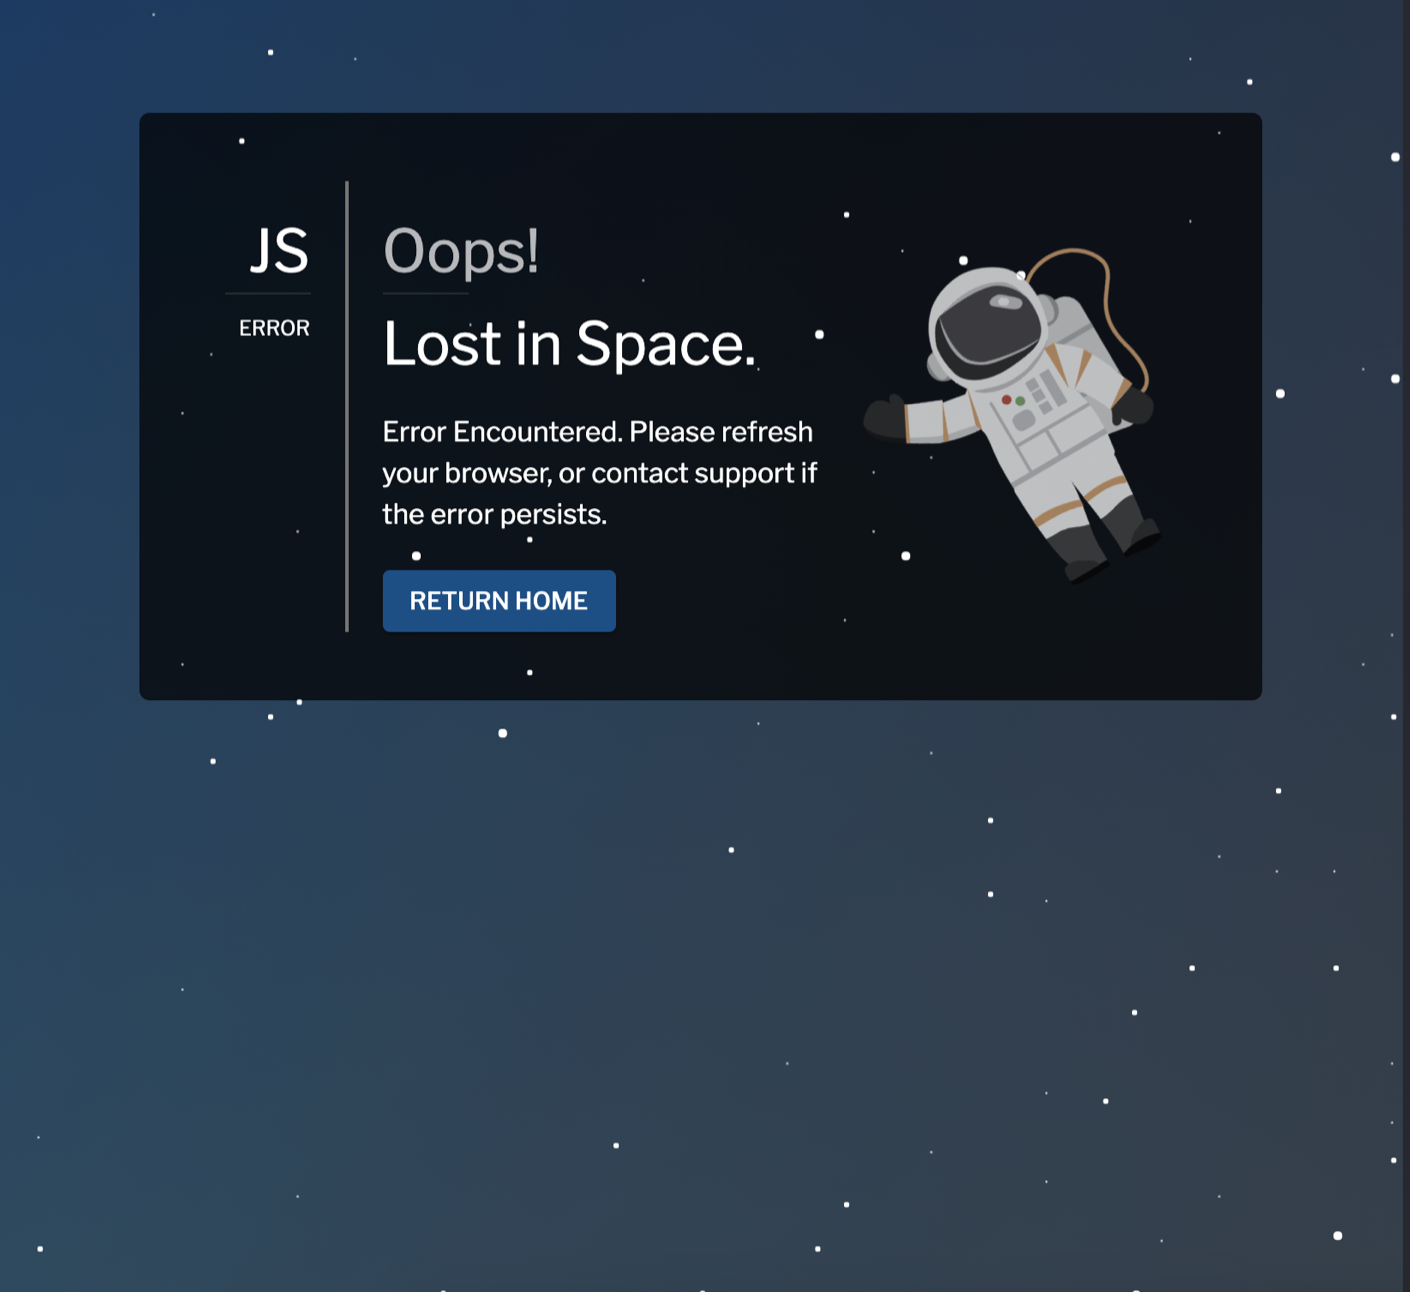 JS
ERROR
Oops!
Lost in Space.
Error Encountered. Please refresh
your browser, or contact support if
the error persists.
RETURN HOME